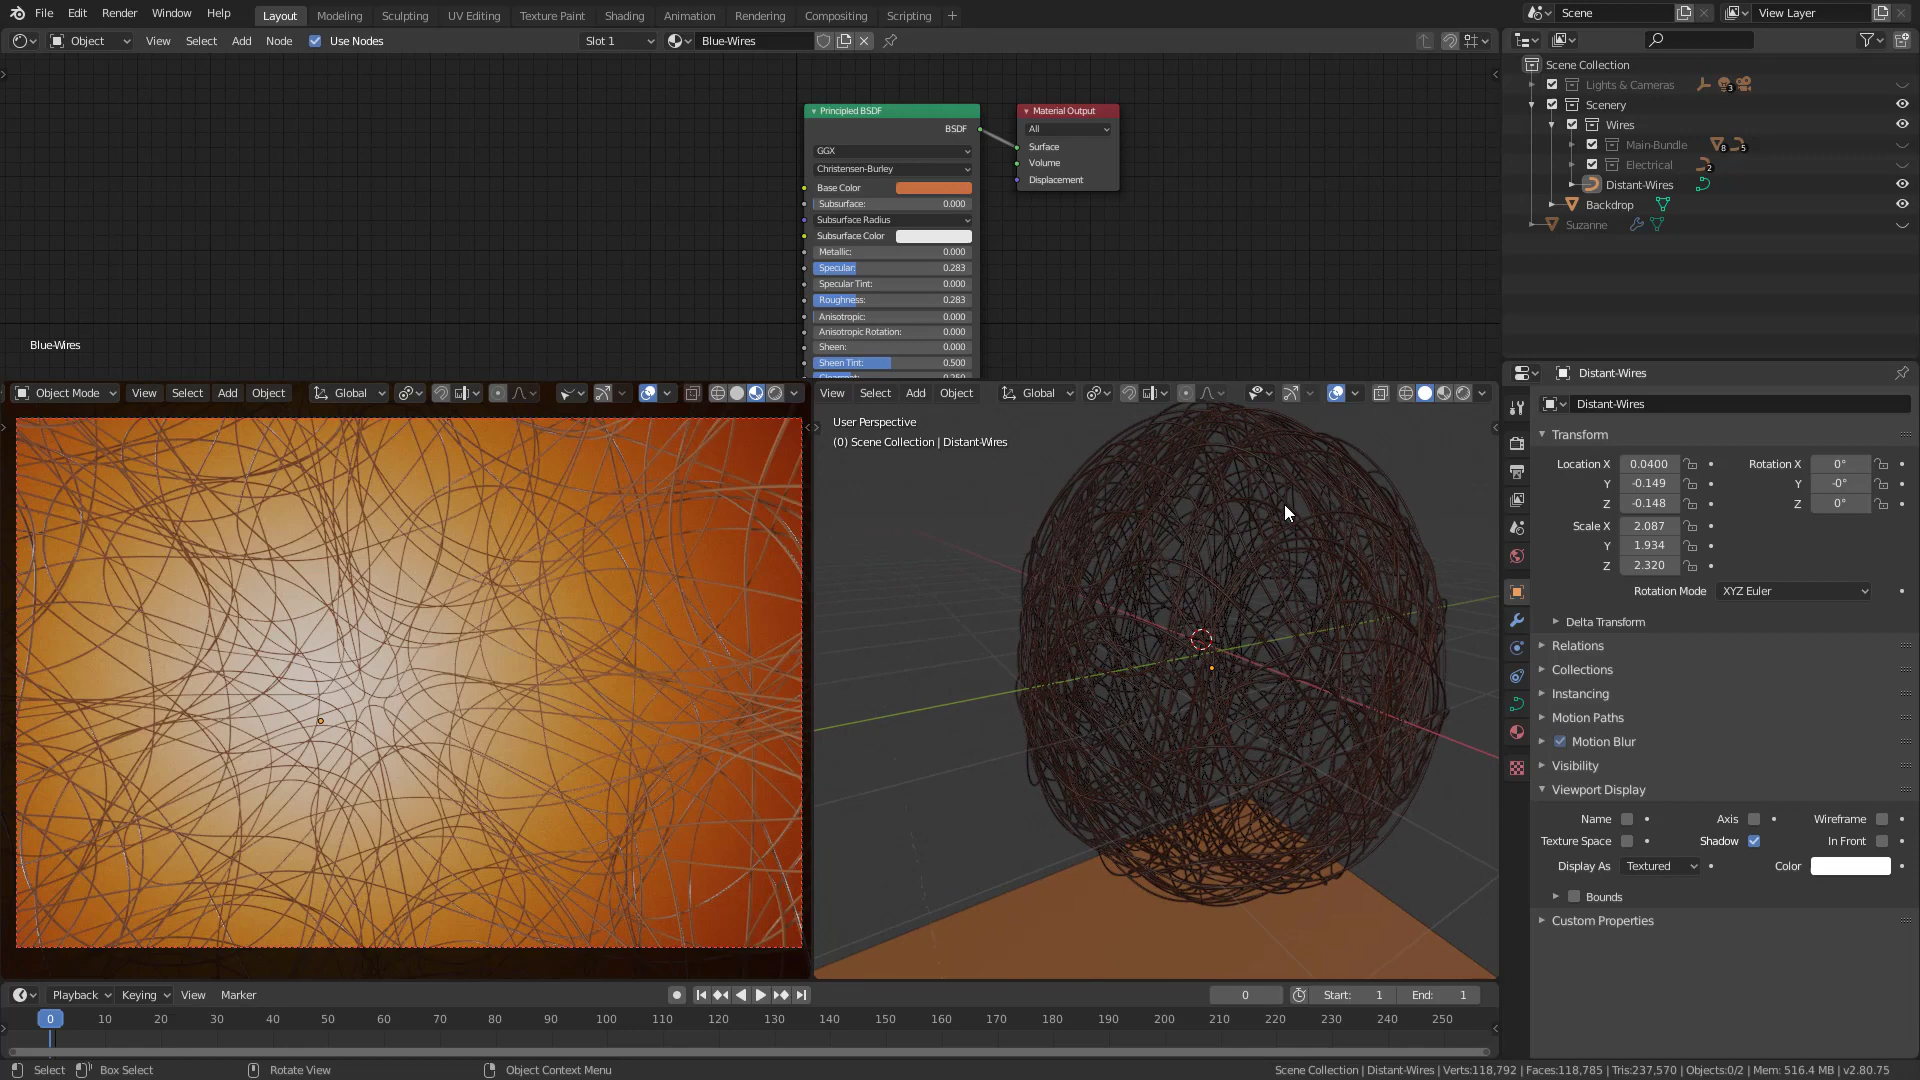 File Edit Render Window Help Layout Modeling Sculpting UV Editing Texture Paint Shading Animation Rendering Compositing Scripting + Scene View Layer
Object View Select Add Node Use Nodes Slot 1 Blue-Wires
Scene Collection
Lights & Cameras 3
Scenery
Wires
Main-Bundle 8 5
Electrical 2
Distant-Wires
Backdrop
Suzanne
Principled BSDF
BSDF
GGX
Christensen-Burley
Base Color
Subsurface: 0.000
Subsurface Radius
Subsurface Color
Metallic: 0.000
Specular: 0.283
Specular Tint: 0.000
Roughness: 0.283
Anisotropic: 0.000
Anisotropic Rotation: 0.000
Sheen: 0.000
Sheen Tint: 0.500
Clearcoat: 0.250
Material Output
All
Surface
Volume
Displacement
Blue-Wires
Object Mode View Select Add Object Global
View Select Add Object Global
User Perspective
(0) Scene Collection | Distant-Wires
Distant-Wires
Distant-Wires
Transform
Location X 0.0400 Rotation X 0°
Y -0.149 Y -0°
Z -0.148 Z 0°
Scale X 2.087
Y 1.934
Z 2.320
Rotation Mode XYZ Euler
Delta Transform
Relations
Collections
Instancing
Motion Paths
Motion Blur
Visibility
Viewport Display
Name Axis Wireframe
Texture Space Shadow In Front
Display As Textured Color
Bounds
Custom Properties
Playback Keying View Marker 0 Start: 1 End: 1
0 10 20 30 40 50 60 70 80 90 100 110 120 130 140 150 160 170 180 190 200 210 220 230 240 250
Select Box Select Rotate View Object Context Menu Scene Collection | Distant-Wires | Verts:118,792 | Faces:118,785 | Tris:237,570 | Objects:0/2 | Mem: 516.4 MB | v2.80.75